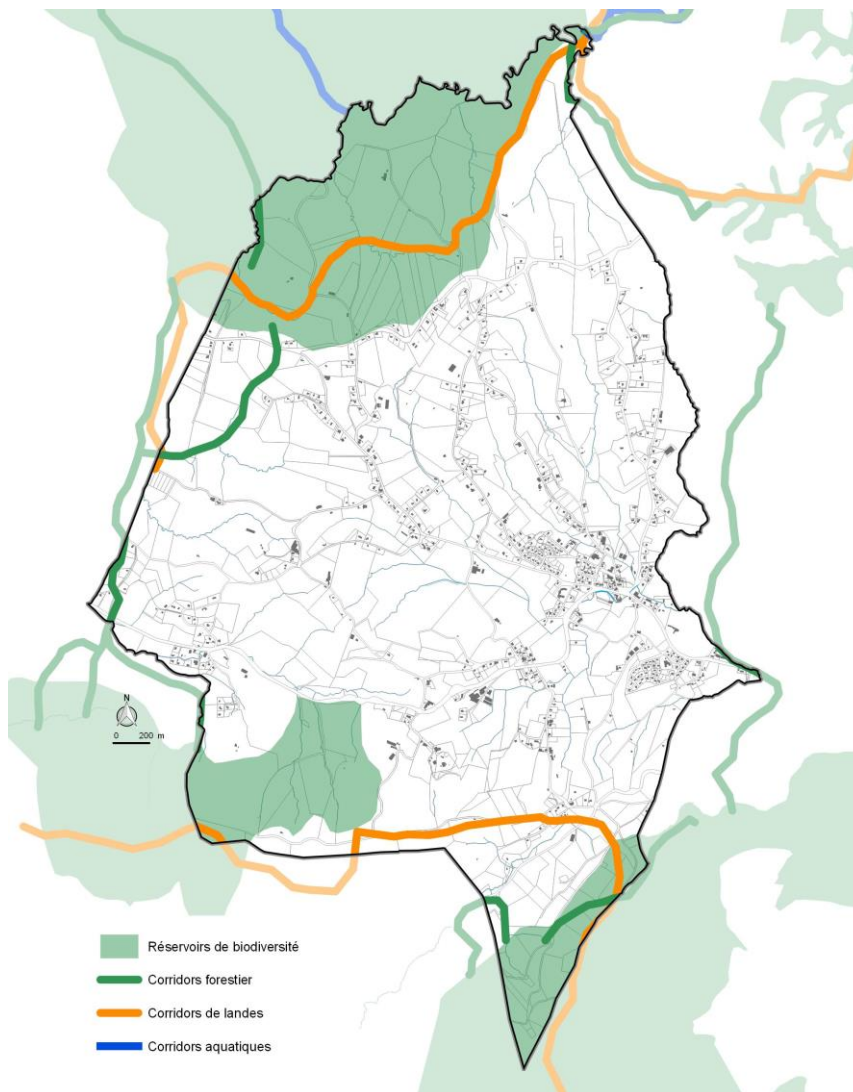 N
0 200 m
Réservoirs de biodiversité
Corridors forestier
Corridors de landes
Corridors aquatiques